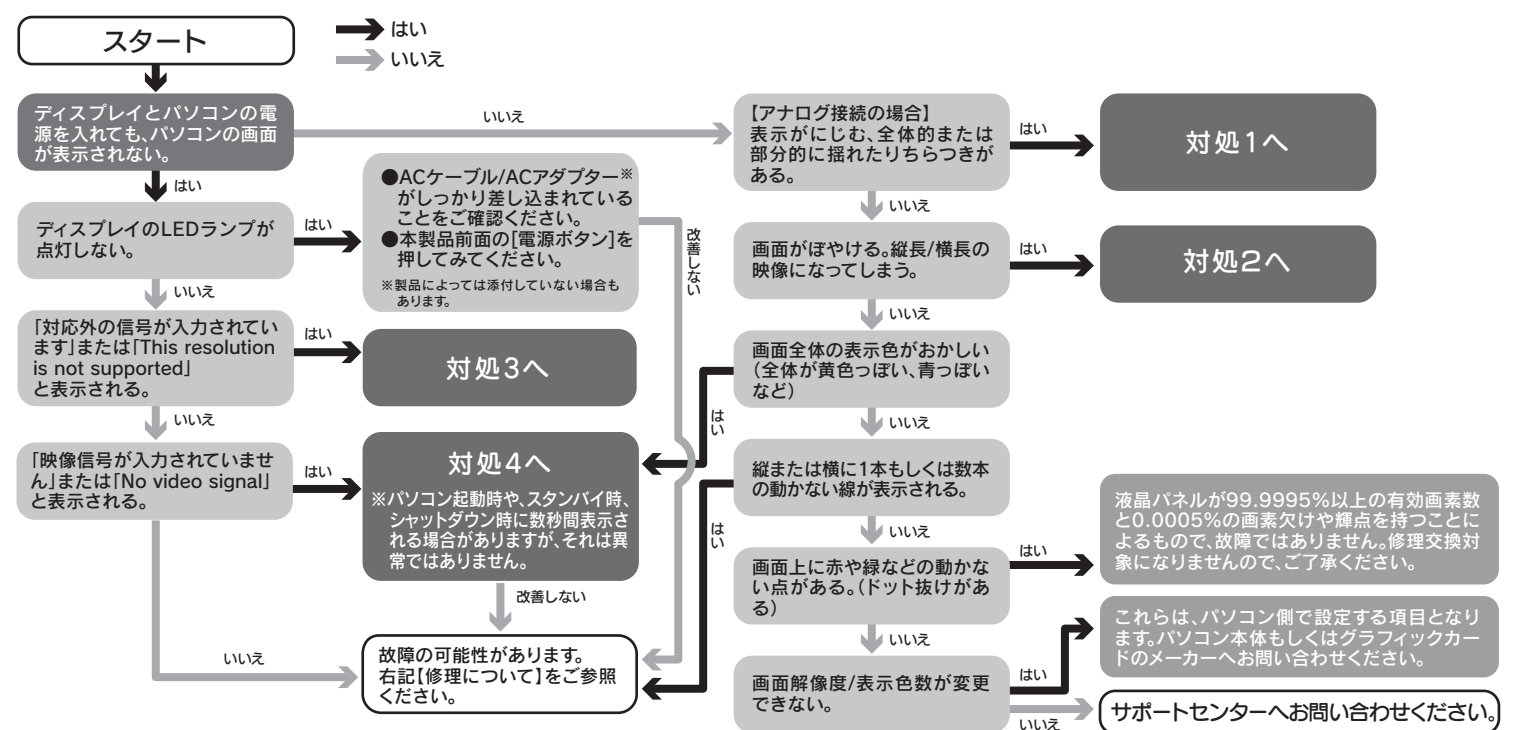 スタート
はい
いいえ
ディスプレイとパソコンの電
源を入れても、パソコンの画面
が表示されない。
いいえ
はい
ディスプレイのLEDランプが
点灯しない。
はい
●ACケーブル/ACアダプター※
がしっかり差し込まれている
ことをご確認ください。
●本製品前面の[電源ボタン]を
押してみてください。
※製品によっては添付していない場合も
あります。
改善しない
いいえ
「対応外の信号が入力されてい
ます」または「This resolution
is not supported」
と表示される。
はい
対処3へ
いいえ
「映像信号が入力されていませ
ん」または「No video signal」
と表示される。
はい
対処4へ
※パソコン起動時や、スタンバイ時、
シャットダウン時に数秒間表示さ
れる場合がありますが、それは異
常ではありません。
改善しない
いいえ
故障の可能性があります。
右記【修理について】をご参照
ください。
【アナログ接続の場合】
表示がにじむ、全体的または
部分的に揺れたりちらつきが
ある。
はい
対処1へ
いいえ
画面がぼやける。縦長/横長の
映像になってしまう。
はい
対処2へ
いいえ
画面全体の表示色がおかしい
(全体が黄色っぽい、青っぽい
など)
はい
いいえ
縦または横に1本もしくは数本
の動かない線が表示される。
はい
いいえ
画面上に赤や緑などの動かな
い点がある。(ドット抜けがあ
る)
はい
液晶パネルが99.9995%以上の有効画素数
と0.0005%の画素欠けや輝点を持つことに
よるもので、故障ではありません。修理交換対
象になりませんので、ご了承ください。
いいえ
画面解像度/表示色数が変更
できない。
はい
これらは、パソコン側で設定する項目となり
ます。パソコン本体もしくはグラフィックカー
ドのメーカーへお問い合わせください。
いいえ
サポートセンターへお問い合わせください。